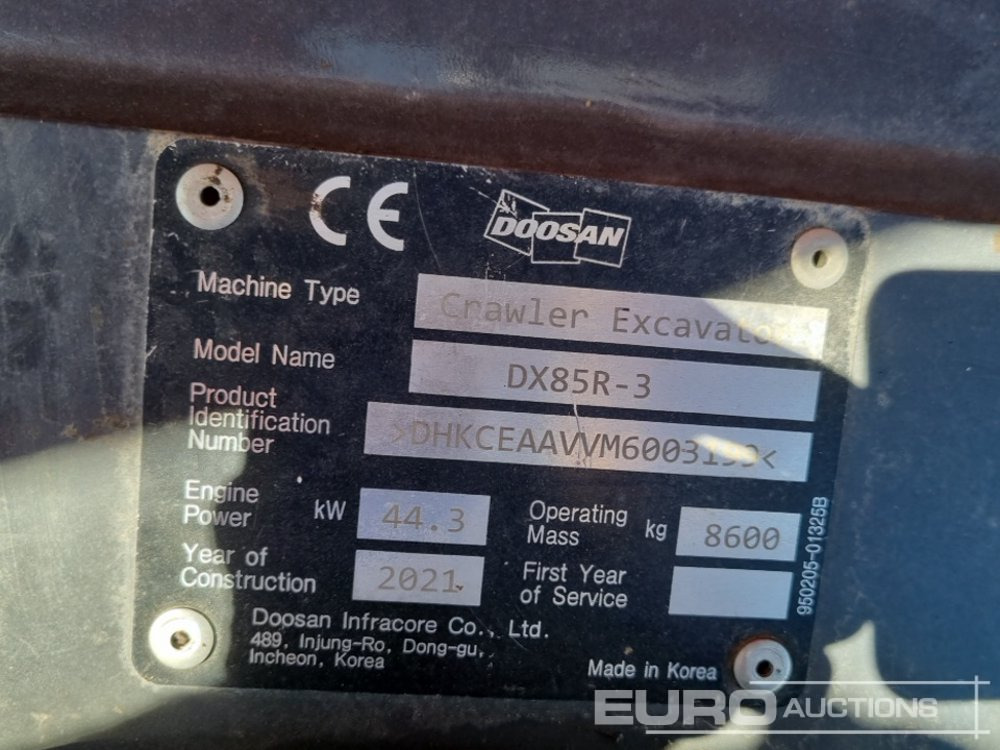 CE DOOSAN
Machine Type Crawler Excavator
Model Name DX85R-3
Product
Identification
Number >DHKCEAAVVM6003199<
Engine
Power kW 44.3
Operating
Mass kg 8600
Year of
Construction 2021
First Year
of Service
Doosan Infracore Co., Ltd.
489, Injung-Ro, Dong-gu,
Incheon, Korea
Made in Korea
950205-01325B
EURO AUCTIONS